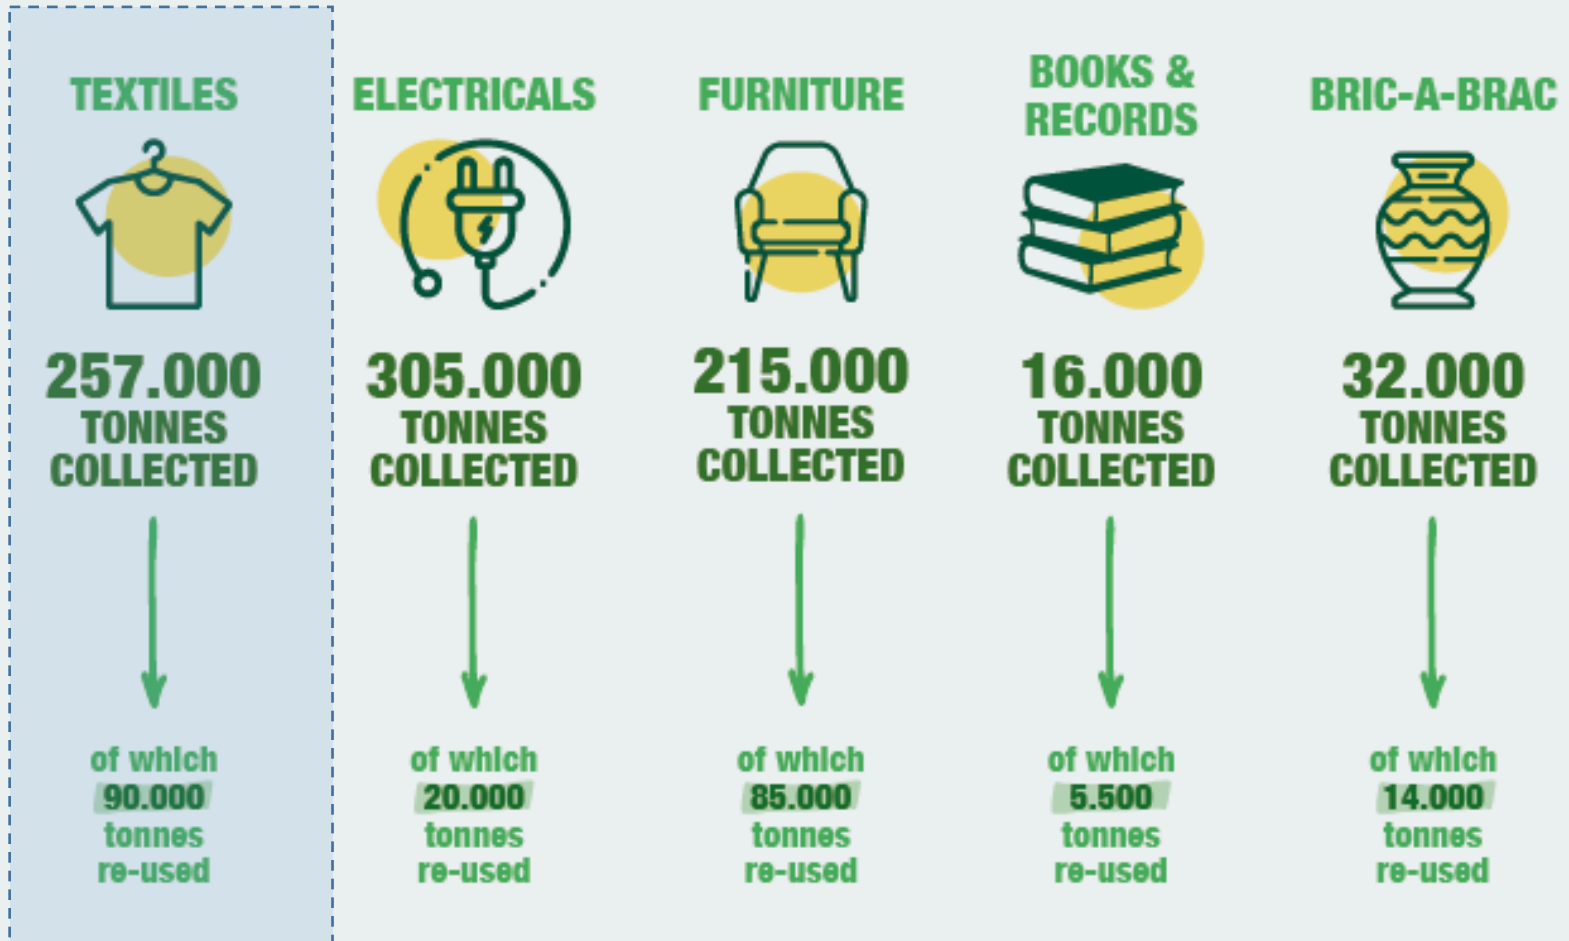 TEXTILES
257.000
TONNES
COLLECTED
of which
90.000
tonnes
re-used
ELECTRICALS
305.000
TONNES
COLLECTED
of which
20.000
tonnes
re-used
FURNITURE
215.000
TONNES
COLLECTED
of which
85.000
tonnes
re-used
BOOKS &
RECORDS
16.000
TONNES
COLLECTED
of which
5.500
tonnes
re-used
BRIC-A-BRAC
32.000
TONNES
COLLECTED
of which
14.000
tonnes
re-used